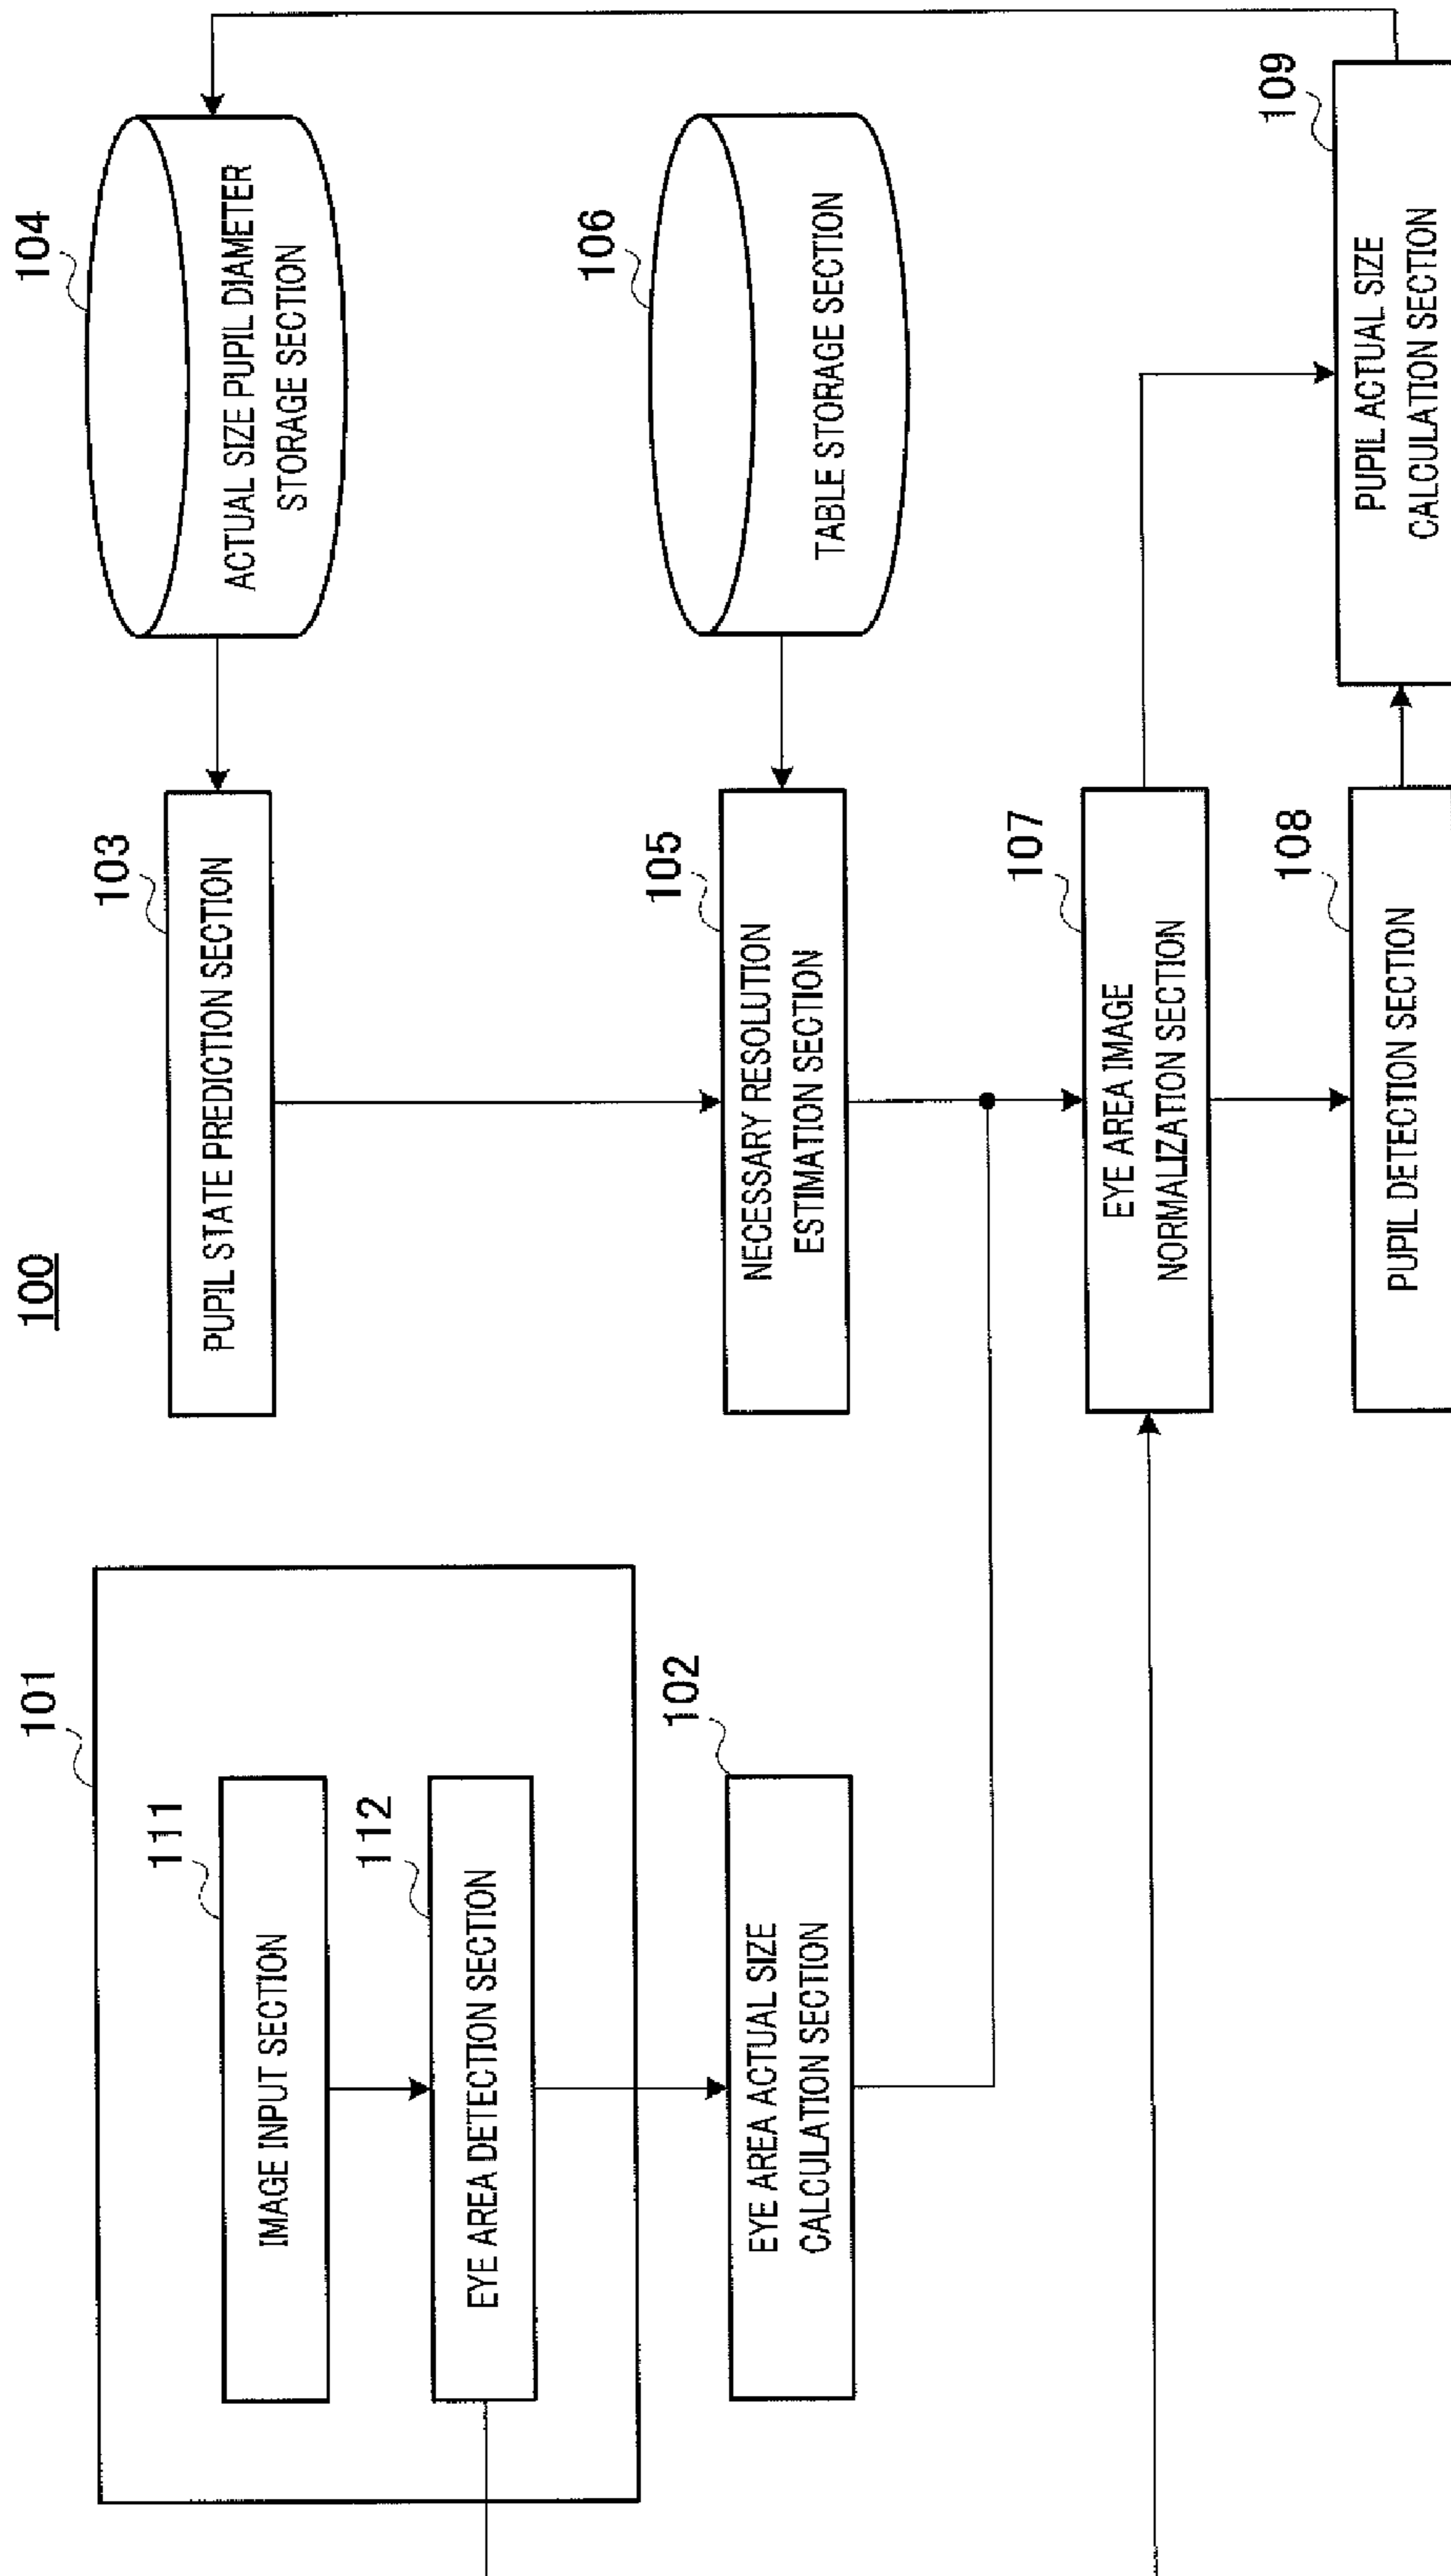 100
101
111
IMAGE INPUT SECTION
112
EYE AREA DETECTION SECTION
102
EYE AREA ACTUAL SIZE
CALCULATION SECTION
103
PUPIL STATE PREDICTION SECTION
104
ACTUAL SIZE PUPIL DIAMETER
STORAGE SECTION
105
NECESSARY RESOLUTION
ESTIMATION SECTION
106
TABLE STORAGE SECTION
107
EYE AREA IMAGE
NORMALIZATION SECTION
108
PUPIL DETECTION SECTION
109
PUPIL ACTUAL SIZE
CALCULATION SECTION